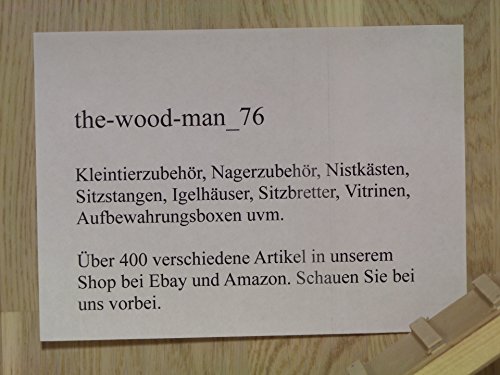 the-wood-man_76
Kleintierzubehör, Nagerzubehör, Nistkästen,
Sitzstangen, Igelhäuser, Sitzbretter, Vitrinen,
Aufbewahrungsboxen uvm.
Über 400 verschiedene Artikel in unserem
Shop bei Ebay und Amazon. Schauen Sie bei
uns vorbei.